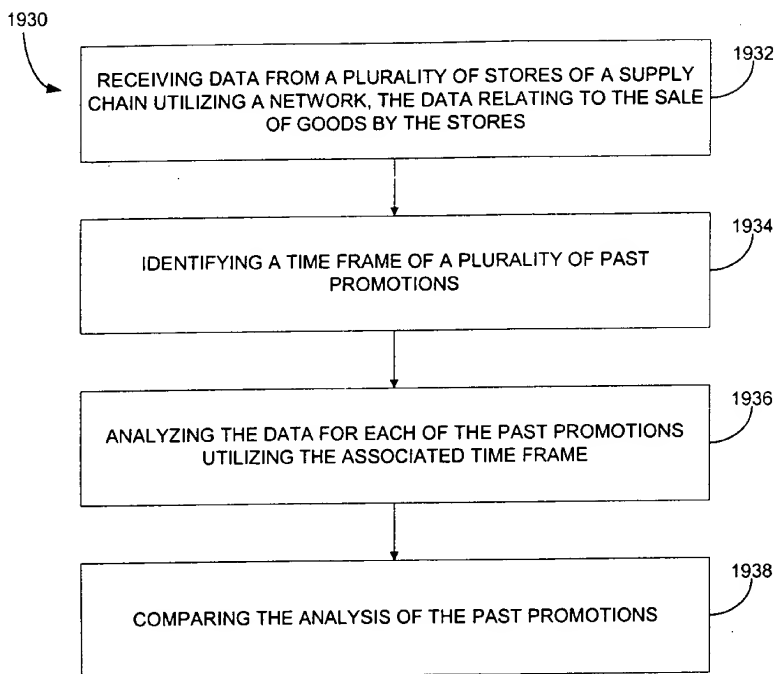 1930
1932
RECEIVING DATA FROM A PLURALITY OF STORES OF A SUPPLY
CHAIN UTILIZING A NETWORK, THE DATA RELATING TO THE SALE
OF GOODS BY THE STORES
1934
IDENTIFYING A TIME FRAME OF A PLURALITY OF PAST
PROMOTIONS
1936
ANALYZING THE DATA FOR EACH OF THE PAST PROMOTIONS
UTILIZING THE ASSOCIATED TIME FRAME
1938
COMPARING THE ANALYSIS OF THE PAST PROMOTIONS